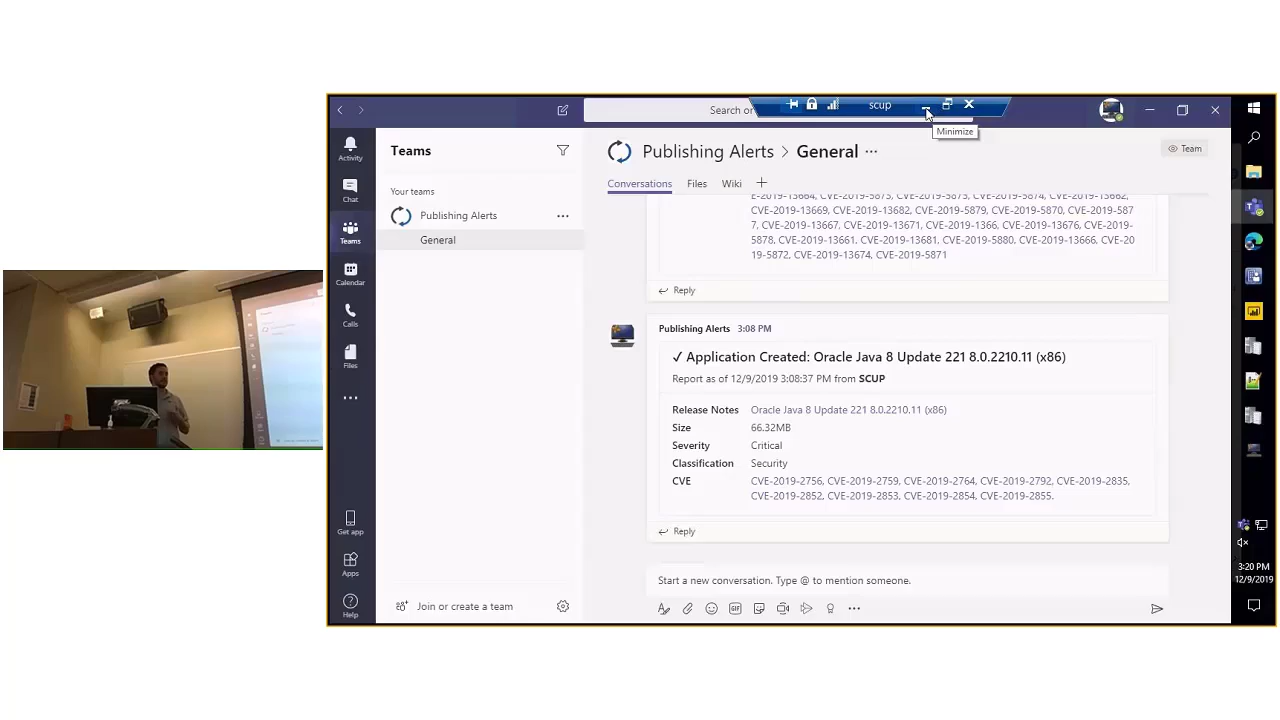 Search or
scup
Minimize
Activity
Chat
Teams
Calendar
Calls
Files
Get app
Apps
Help
Teams
Your teams
Publishing Alerts
General
Join or create a team
Publishing Alerts > General
Team
Conversations Files Wiki
CVE-2019-13669, CVE-2019-13682, CVE-2019-5879, CVE-2019-5870, CVE-2019-587
7, CVE-2019-13667, CVE-2019-13671, CVE-2019-1366, CVE-2019-13676, CVE-2019-
5878, CVE-2019-13661, CVE-2019-13681, CVE-2019-5880, CVE-2019-13666, CVE-20
19-5872, CVE-2019-13674, CVE-2019-5871
Reply
Publishing Alerts 3:08 PM
✓ Application Created: Oracle Java 8 Update 221 8.0.2210.11 (x86)
Report as of 12/9/2019 3:08:37 PM from SCUP
Release Notes Oracle Java 8 Update 221 8.0.2210.11 (x86)
Size 66.32MB
Severity Critical
Classification Security
CVE CVE-2019-2756, CVE-2019-2759, CVE-2019-2764, CVE-2019-2792, CVE-2019-2835,
CVE-2019-2852, CVE-2019-2853, CVE-2019-2854, CVE-2019-2855.
Reply
Start a new conversation. Type @ to mention someone.
GIF
3:20 PM
12/9/2019